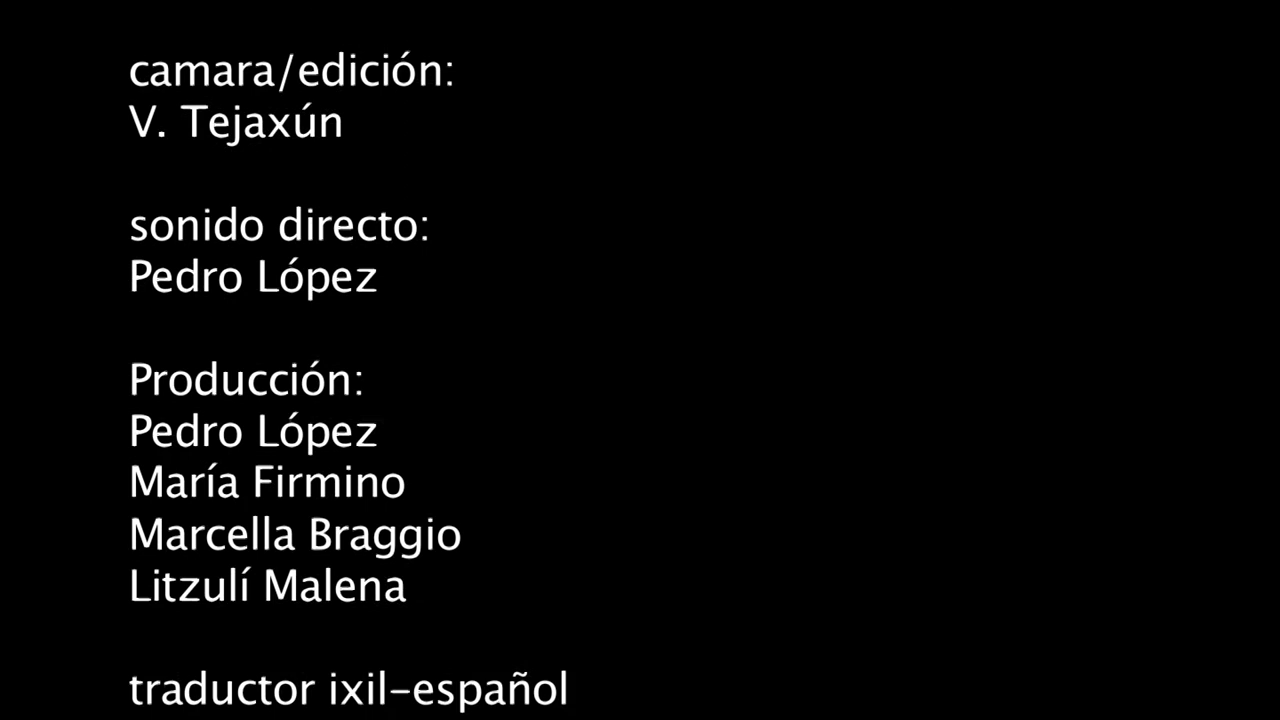 camara/edición:
V. Tejaxún
sonido directo:
Pedro López
Producción:
Pedro López
María Firmino
Marcella Braggio
Litzulí Malena
traductor ixil-español